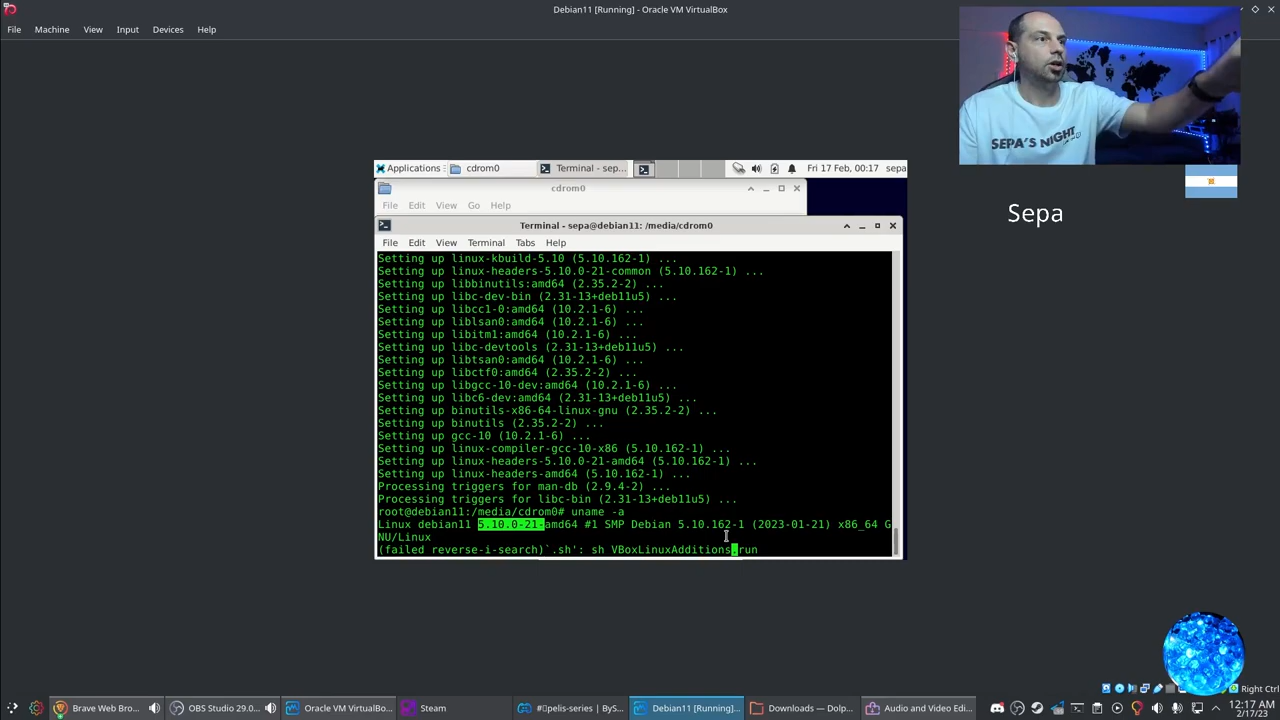 Debian11 [Running] - Oracle VM VirtualBox
File Machine View Input Devices Help
SEPA'S NIGHT
Sepa
Applications cdrom0 Terminal - sep... Fri 17 Feb, 00:17 sepa
cdrom0
File Edit View Go Help
Terminal - sepa@debian11: /media/cdrom0
File Edit View Terminal Tabs Help
Setting up linux-kbuild-5.10 (5.10.162-1) ...
Setting up linux-headers-5.10.0-21-common (5.10.162-1) ...
Setting up libbinutils:amd64 (2.35.2-2) ...
Setting up libc-dev-bin (2.31-13+deb11u5) ...
Setting up libcc1-0:amd64 (10.2.1-6) ...
Setting up liblsan0:amd64 (10.2.1-6) ...
Setting up libitm1:amd64 (10.2.1-6) ...
Setting up libc-devtools (2.31-13+deb11u5) ...
Setting up libtsan0:amd64 (10.2.1-6) ...
Setting up libctf0:amd64 (2.35.2-2) ...
Setting up libgcc-10-dev:amd64 (10.2.1-6) ...
Setting up libc6-dev:amd64 (2.31-13+deb11u5) ...
Setting up binutils-x86-64-linux-gnu (2.35.2-2) ...
Setting up binutils (2.35.2-2) ...
Setting up gcc-10 (10.2.1-6) ...
Setting up linux-compiler-gcc-10-x86 (5.10.162-1) ...
Setting up linux-headers-5.10.0-21-amd64 (5.10.162-1) ...
Setting up linux-headers-amd64 (5.10.162-1) ...
Processing triggers for man-db (2.9.4-2) ...
Processing triggers for libc-bin (2.31-13+deb11u5) ...
root@debian11:/media/cdrom0# uname -a
Linux debian11 5.10.0-21-amd64 #1 SMP Debian 5.10.162-1 (2023-01-21) x86_64 G
NU/Linux
(failed reverse-i-search)`.sh': sh VBoxLinuxAdditions.run
Right Ctrl
Brave Web Bro... OBS Studio 29.0... Oracle VM VirtualBo... Steam #pelis-series | ByS... Debian11 [Running]... Downloads — Dolp... Audio and Video Edi... 12:17 AM
2/17/23